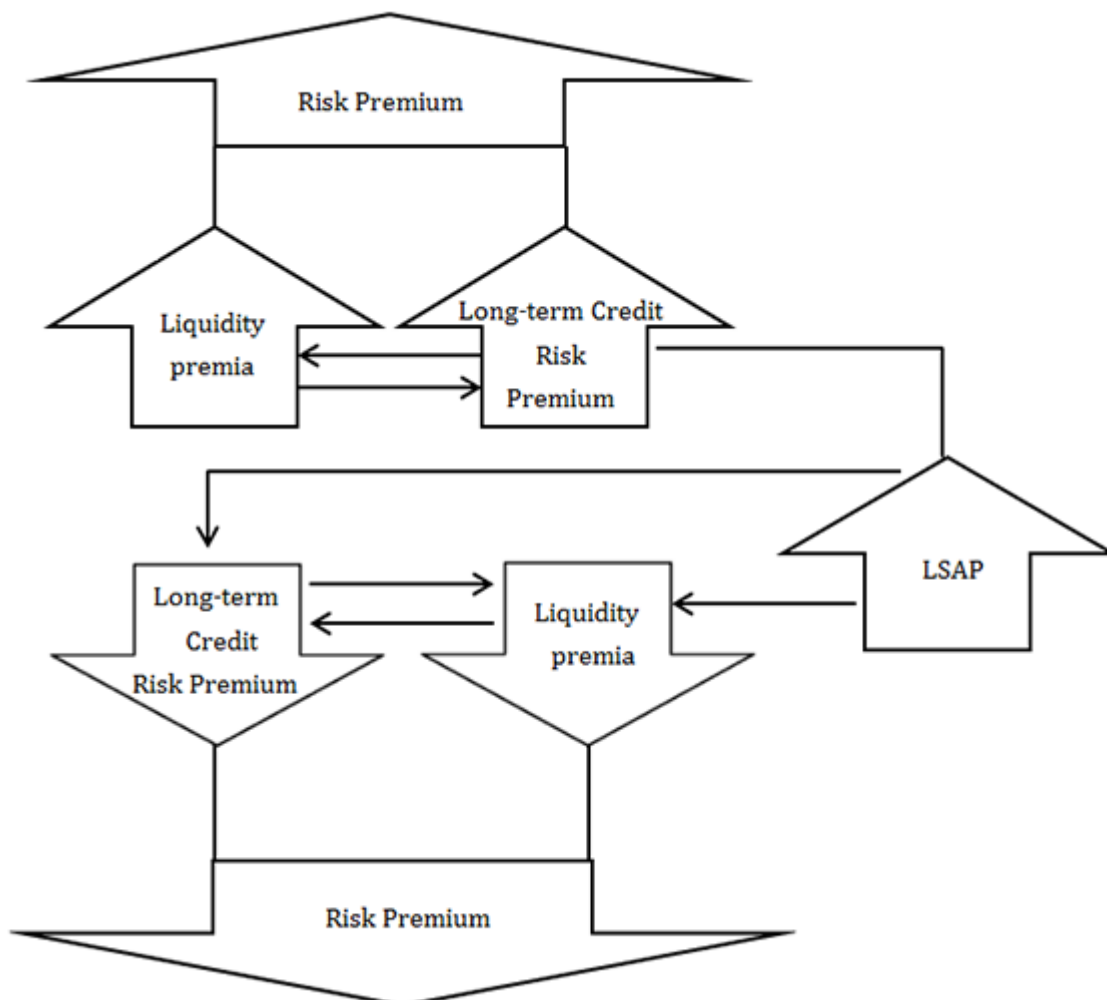 Risk Premium
Liquidity
premia
Long-term Credit
Risk
Premium
LSAP
Long-term
Credit
Risk Premium
Liquidity
premia
Risk Premium